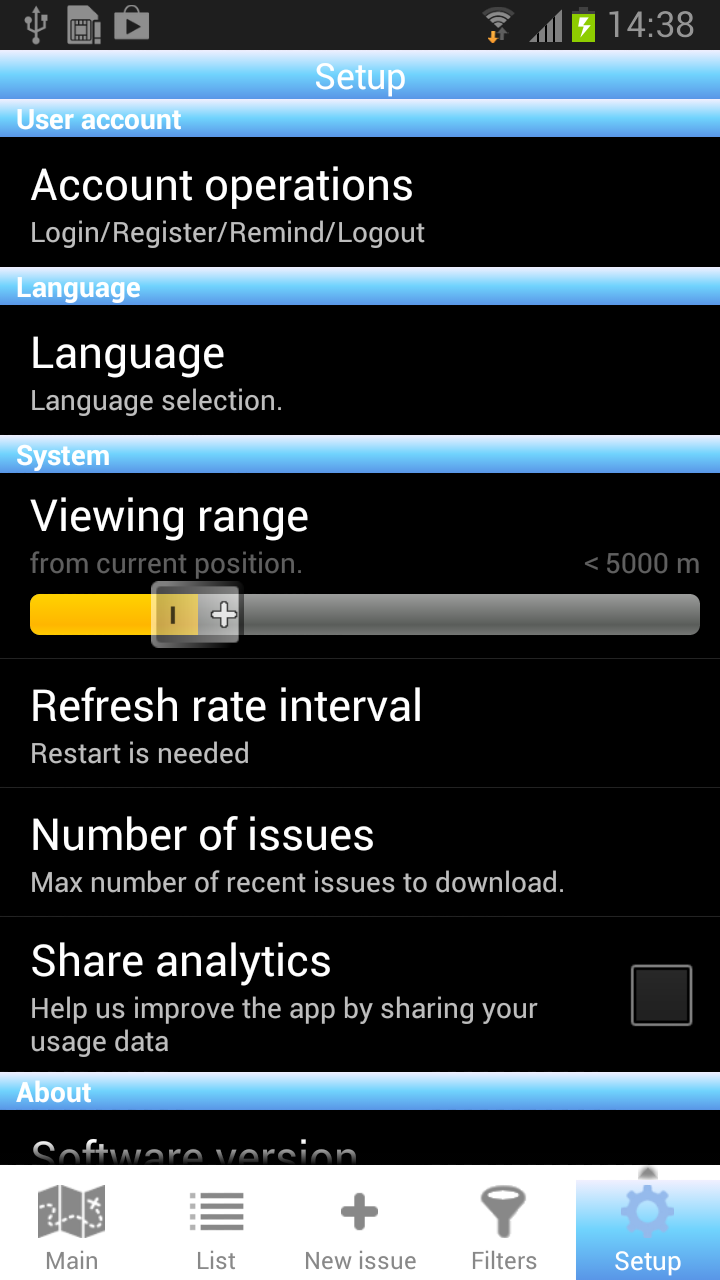 14:38
Setup
User account
Account operations
Login/Register/Remind/Logout
Language
Language
Language selection.
System
Viewing range
from current position. < 5000 m
Refresh rate interval
Restart is needed
Number of issues
Max number of recent issues to download.
Share analytics
Help us improve the app by sharing your
usage data
About
Software version
Main List New issue Filters Setup